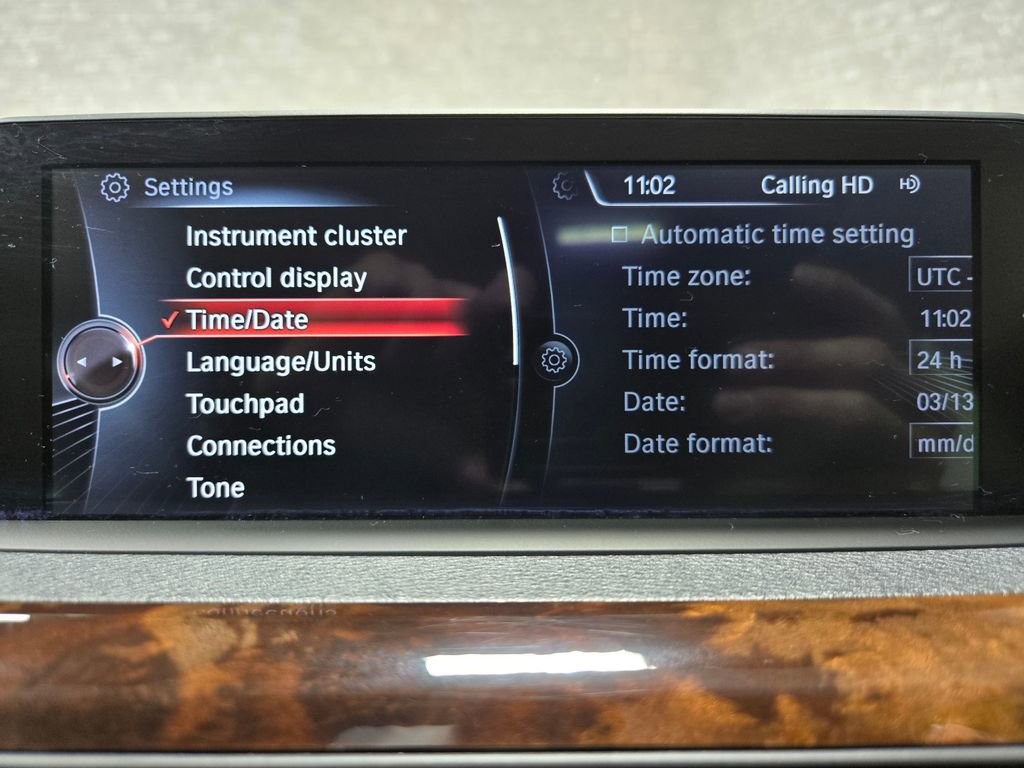 Settings
Instrument cluster
Control display
Time/Date
Language/Units
Touchpad
Connections
Tone
11:02 Calling HD HD
Automatic time setting
Time zone: UTC -
Time: 11:02
Time format: 24 h
Date: 03/13
Date format: mm/d